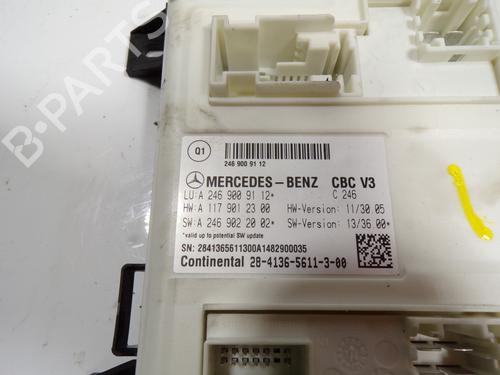 B-PARTS
Q1
246 900 91 12
MERCEDES-BENZ CBC V3
LU:A 246 900 91 12* C 246
HW:A 117 901 23 00 HW-Version: 11/30.05
SW:A 246 902 20 02* SW-Version: 13/36 00*
*valid up to potential SW update
SN: 2841365611300A1482900035
Continental 28-4136-5611-3-00